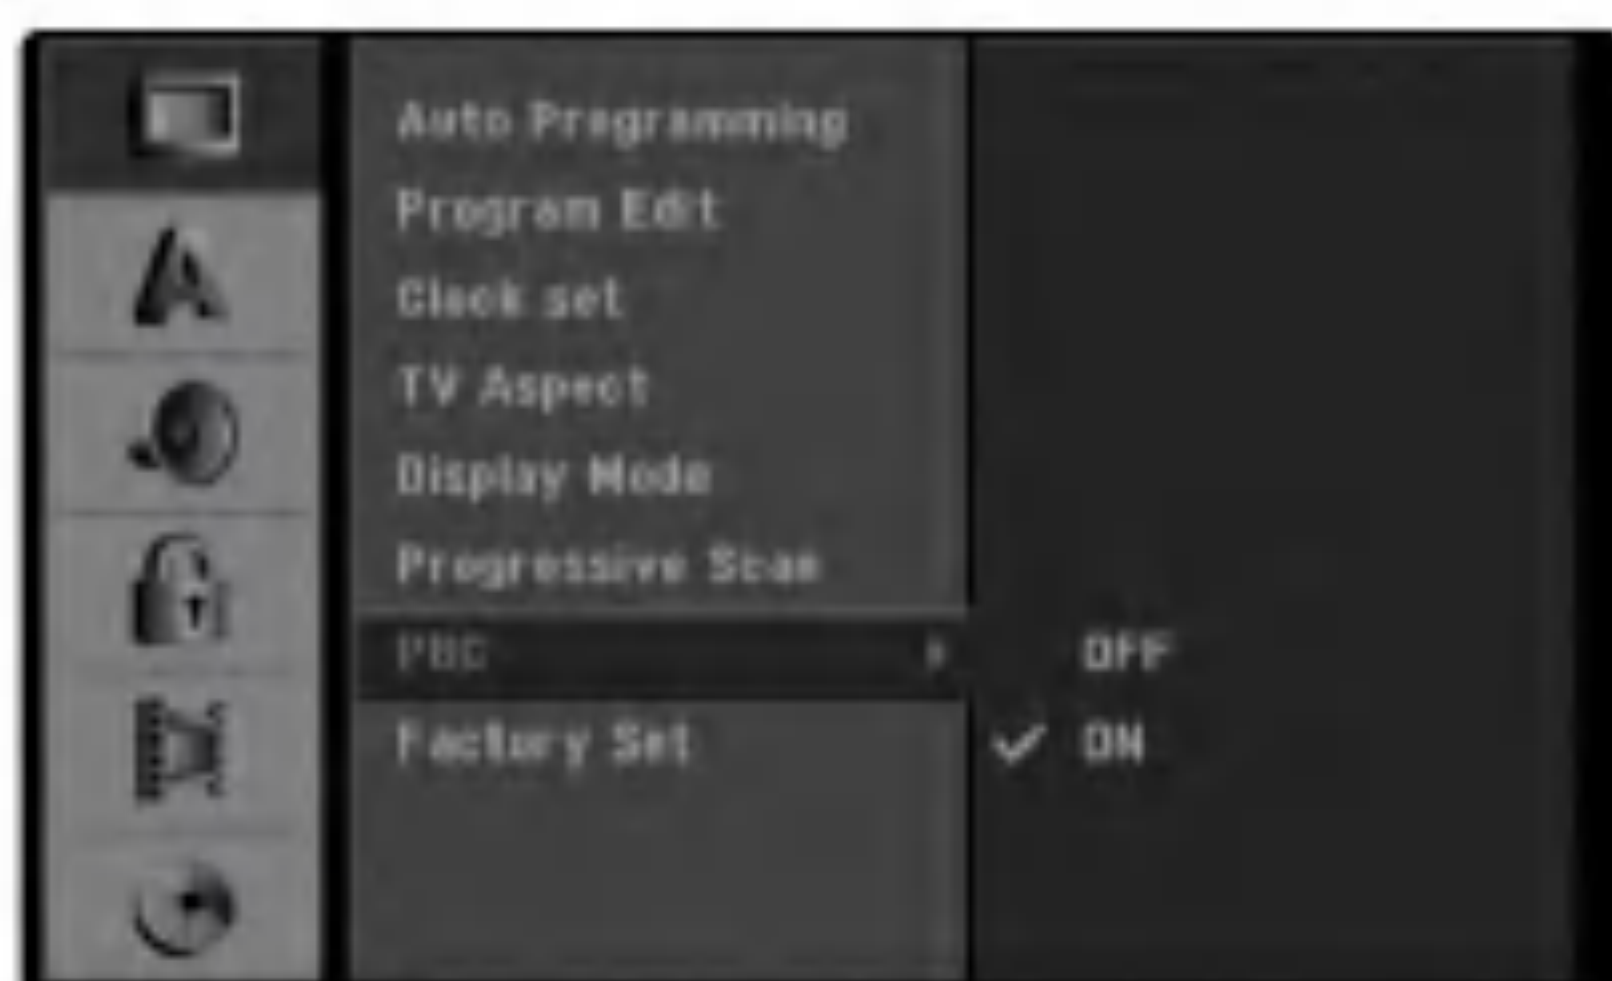 Auto Programming
Program Edit
Clock set
TV Aspect
Display Mode
Progressive Scan
PBC
OFF
Factory Set
ON